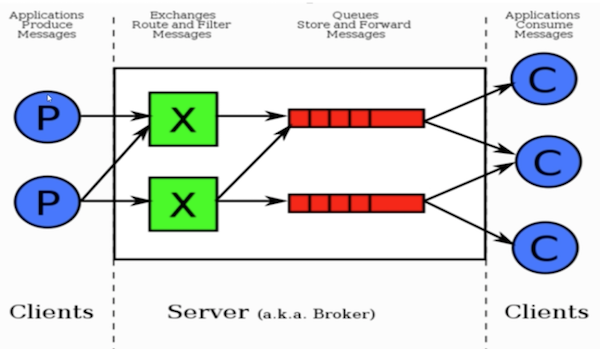 Applications
Produce
Messages
Exchanges
Route and Filter
Messages
Queues
Store and Forward
Messages
Applications
Consume
Messages
P
X
C
P
X
C
C
Clients
Server (a.k.a. Broker)
Clients